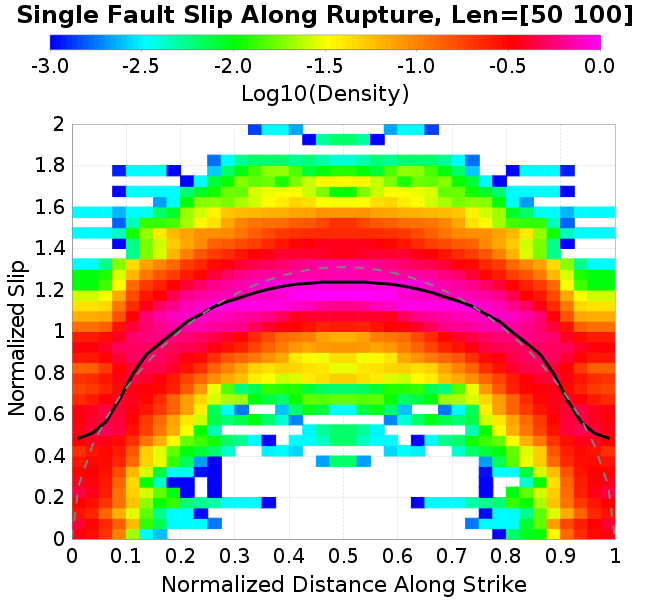 Single Fault Slip Along Rupture, Len=[50 100]
-3.0 -2.5 -2.0 -1.5 -1.0 -0.5 0.0
Log10(Density)
Normalized Slip
2
1.8
1.6
1.4
1.2
1
0.8
0.6
0.4
0.2
0
0 0.1 0.2 0.3 0.4 0.5 0.6 0.7 0.8 0.9 1
Normalized Distance Along Strike